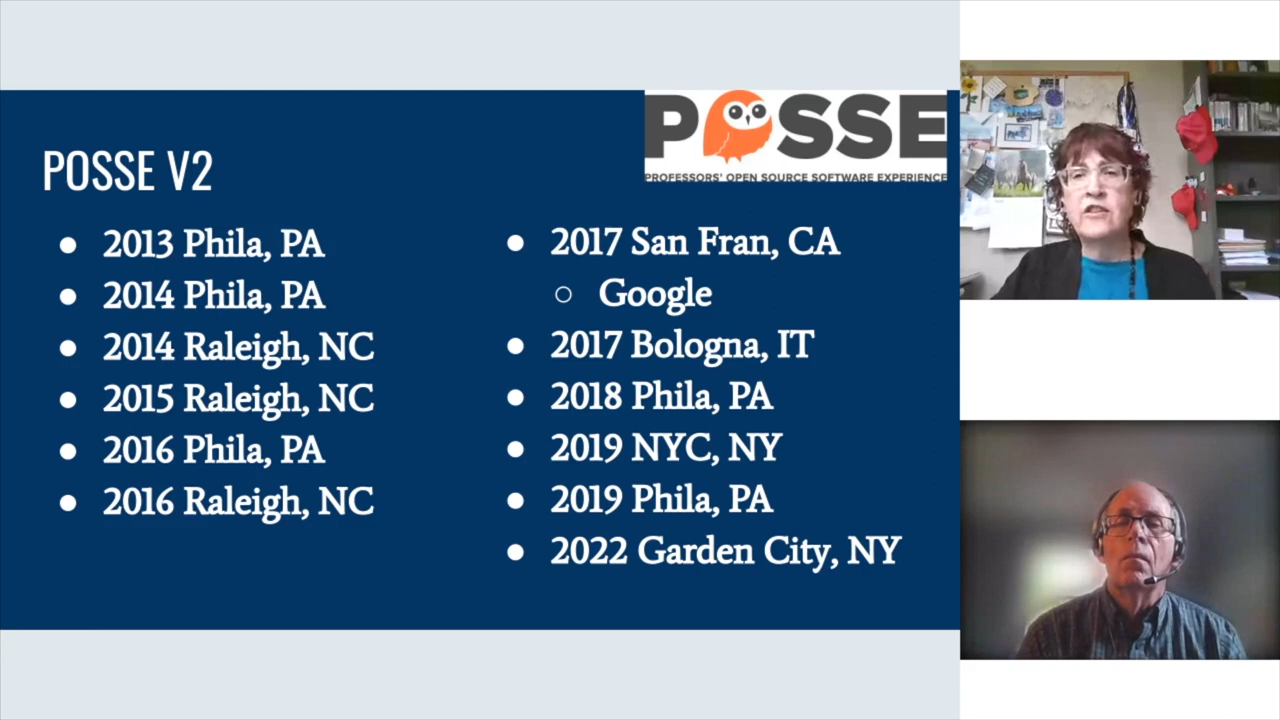 POSSE
PROFESSORS' OPEN SOURCE SOFTWARE EXPERIENCE
POSSE V2
2013 Phila, PA
2014 Phila, PA
2014 Raleigh, NC
2015 Raleigh, NC
2016 Phila, PA
2016 Raleigh, NC
2017 San Fran, CA
Google
2017 Bologna, IT
2018 Phila, PA
2019 NYC, NY
2019 Phila, PA
2022 Garden City, NY